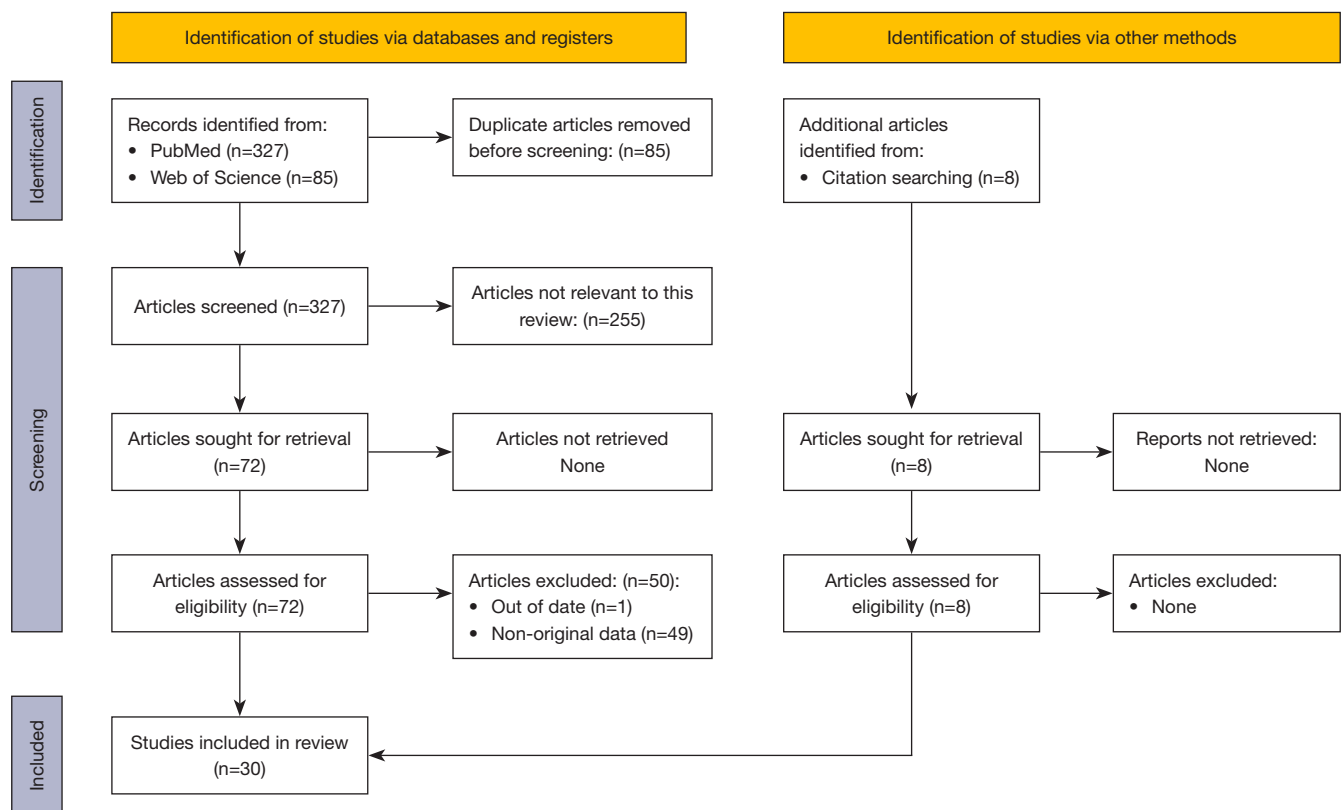 Identification of studies via databases and registers
Identification of studies via other methods
Identification
Records identified from:
• PubMed (n=327)
• Web of Science (n=85)
Duplicate articles removed
before screening: (n=85)
Additional articles
identified from:
• Citation searching (n=8)
Screening
Articles screened (n=327)
Articles not relevant to this
review: (n=255)
Articles sought for retrieval
(n=72)
Articles not retrieved
None
Articles sought for retrieval
(n=8)
Reports not retrieved:
None
Articles assessed for
eligibility (n=72)
Articles excluded: (n=50):
• Out of date (n=1)
• Non-original data (n=49)
Articles assessed for
eligibility (n=8)
Articles excluded:
• None
Included
Studies included in review
(n=30)